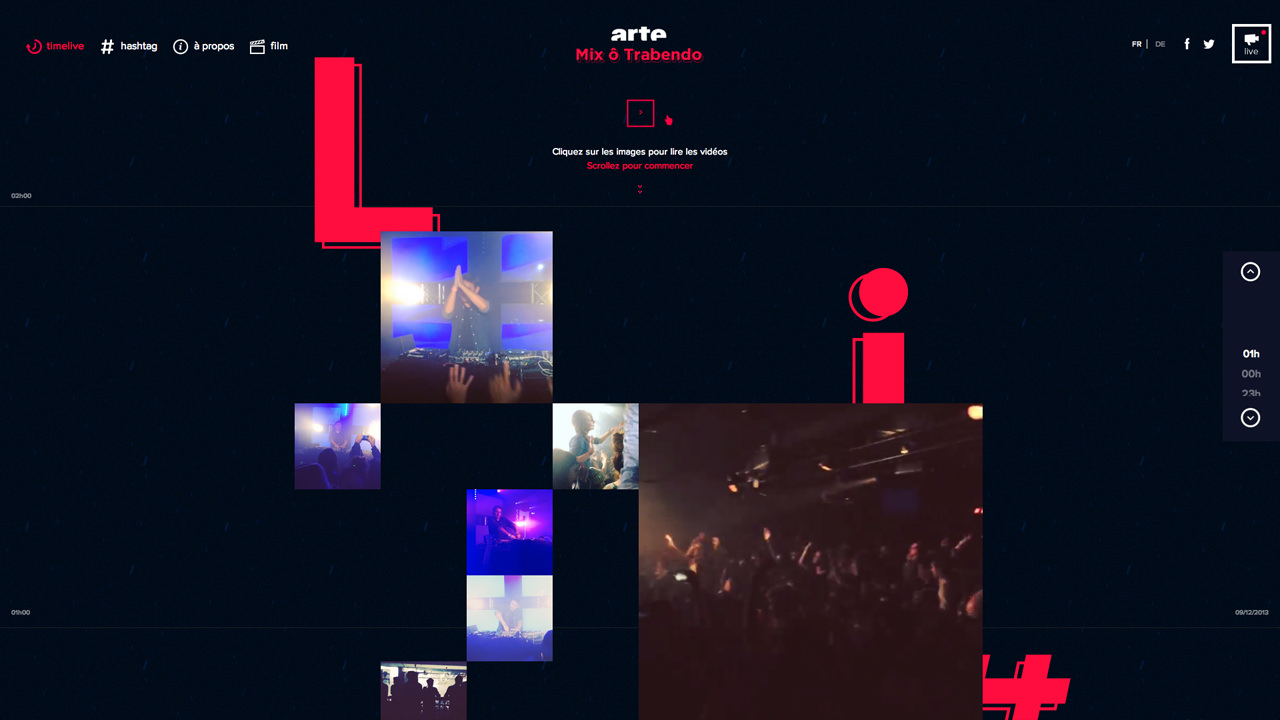 timelive
hashtag
à propos
film
arte
Mix ô Trabendo
FR | DE
live
Cliquez sur les images pour lire les vidéos
Scrollez pour commencer
02h00
L
i
01h
00h
23h
01h00
09/12/2013
#